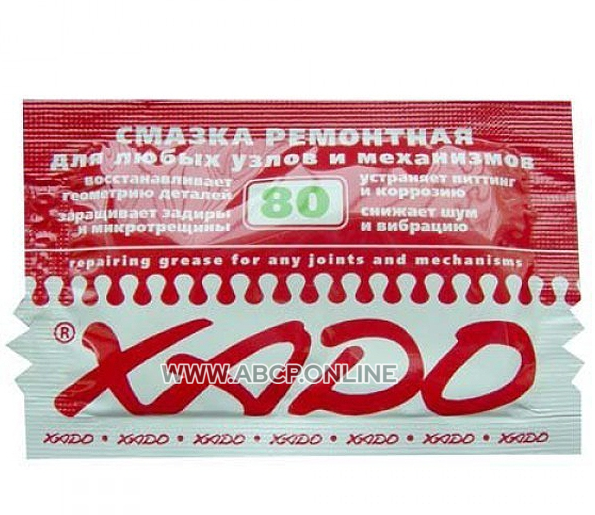 СМАЗКА РЕМОНТНАЯ
для любых узлов и механизмов
восстанавливает
геометрию деталей
заращивает задиры
и микротрещины
80
устраняет питтинг
и коррозию
снижает шум
и вибрацию
repairing grease for any joints and mechanisms
® XADO
WWW.ABCP.ONLINE
XADO • XADO • XADO • XADO • XADO • XADO • XADO